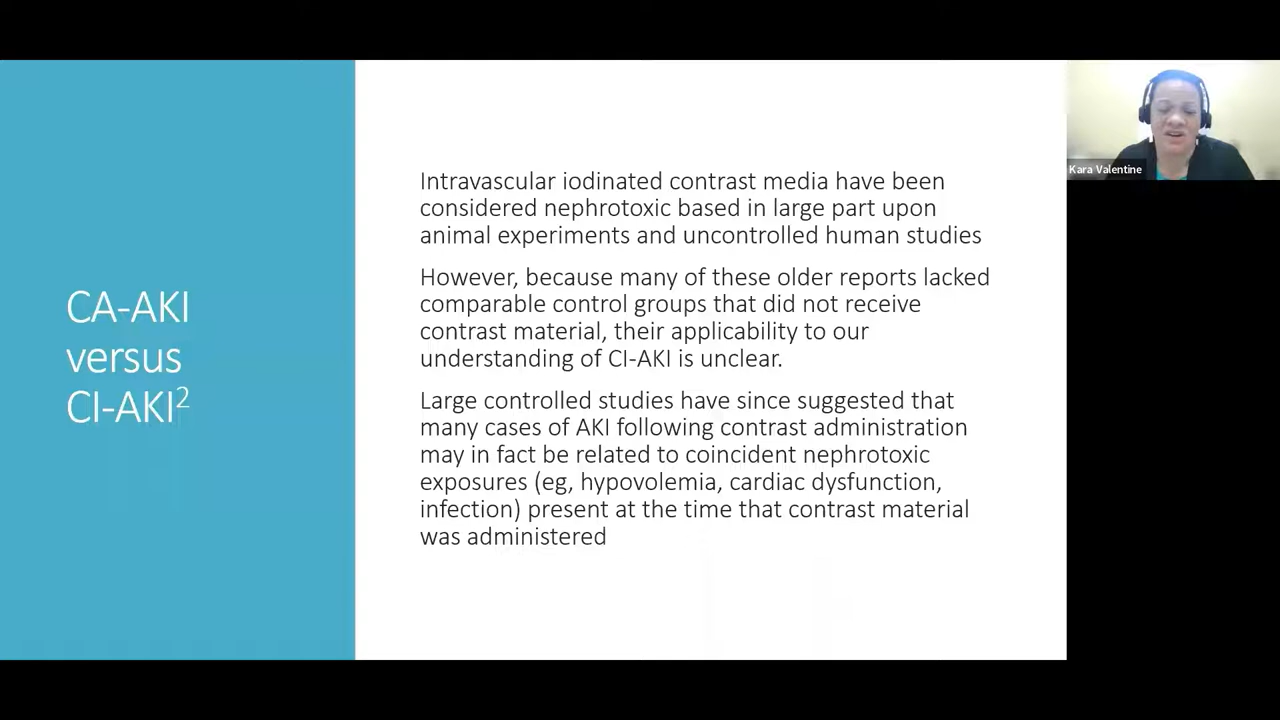 CA-AKI
versus
CI-AKI²
Intravascular iodinated contrast media have been
considered nephrotoxic based in large part upon
animal experiments and uncontrolled human studies
However, because many of these older reports lacked
comparable control groups that did not receive
contrast material, their applicability to our
understanding of CI-AKI is unclear.
Large controlled studies have since suggested that
many cases of AKI following contrast administration
may in fact be related to coincident nephrotoxic
exposures (eg, hypovolemia, cardiac dysfunction,
infection) present at the time that contrast material
was administered
Kara Valentine